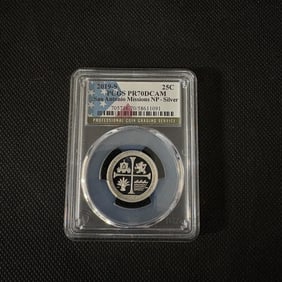 2019-S 25C
PCGS PR70DCAM
San Antonio Missions NP - Silver
PROFESSIONAL COIN GRADING SERVICE